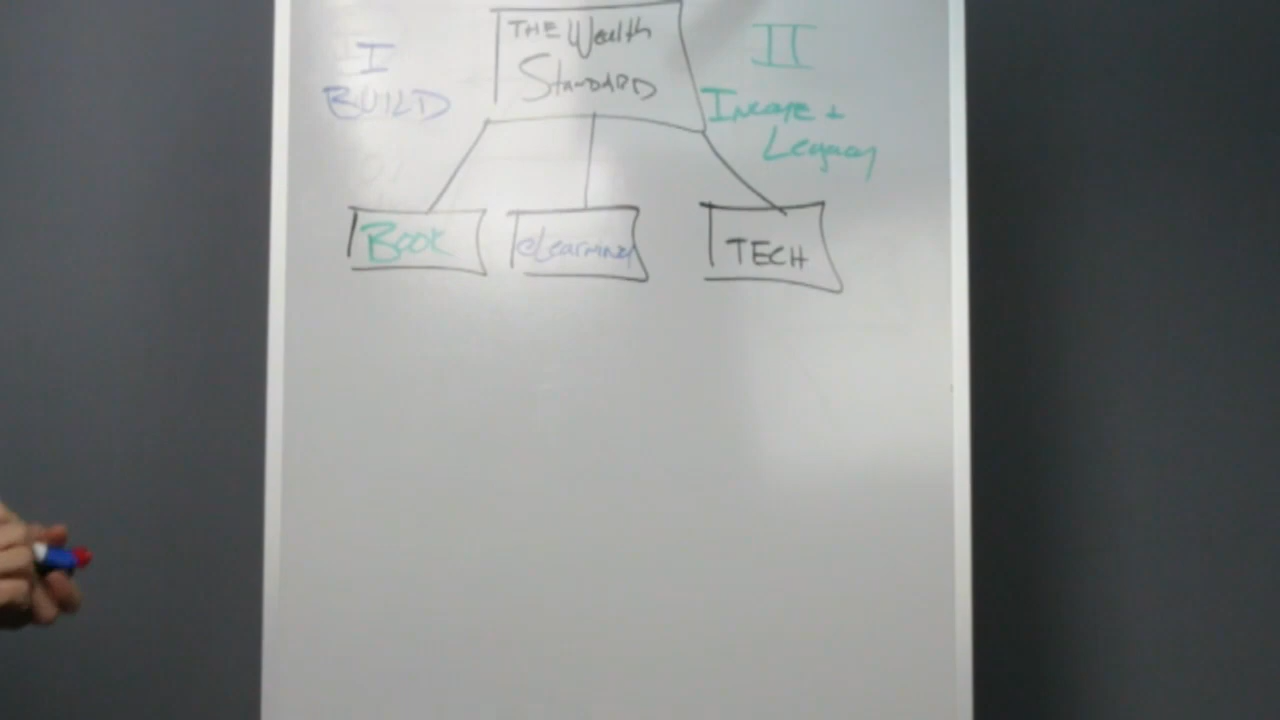 I
BUILD
THE Wealth
STANDARD
II
Income +
Legacy
Book
eLearning
TECH